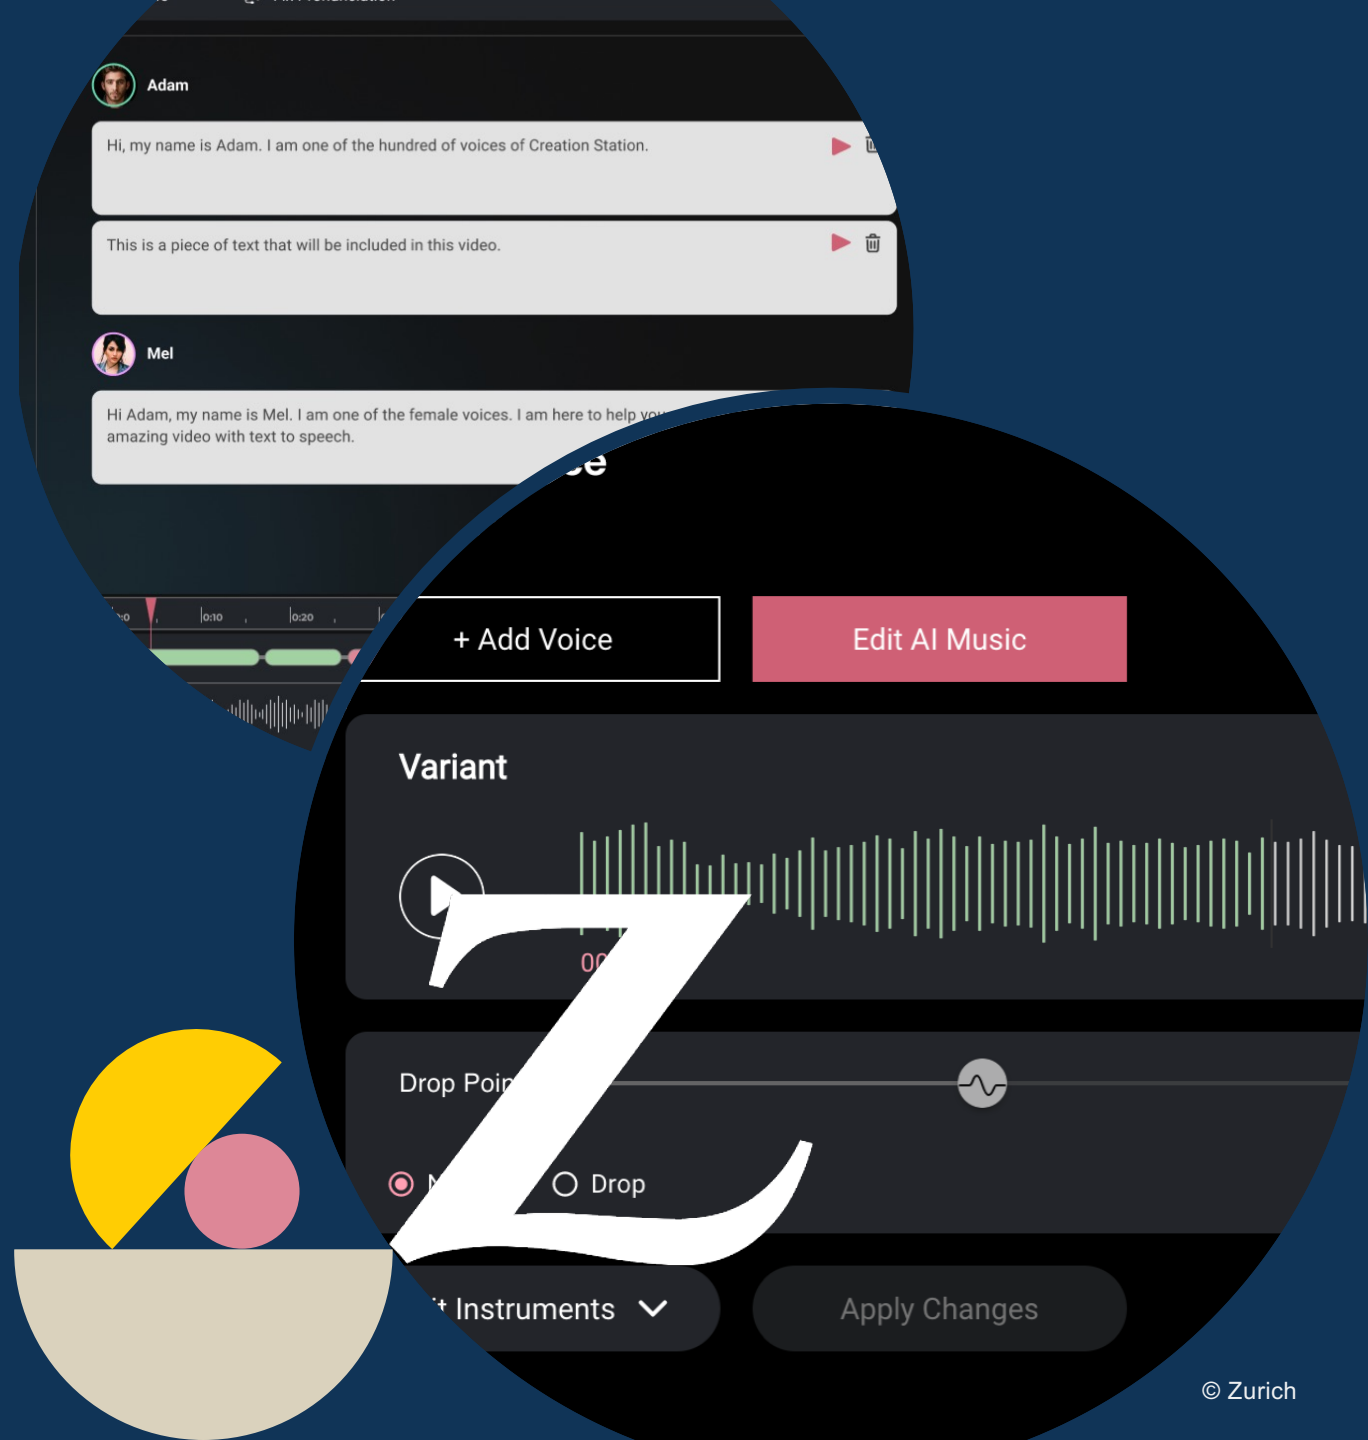 Adam
Hi, my name is Adam. I am one of the hundred of voices of Creation Station.
This is a piece of text that will be included in this video.
Mel
Hi Adam, my name is Mel. I am one of the female voices. I am here to help you
amazing video with text to speech.
0:10
0:20
+ Add Voice
Edit AI Music
Variant
00
Drop Poin
Drop
Z
Instruments
Apply Changes
© Zurich